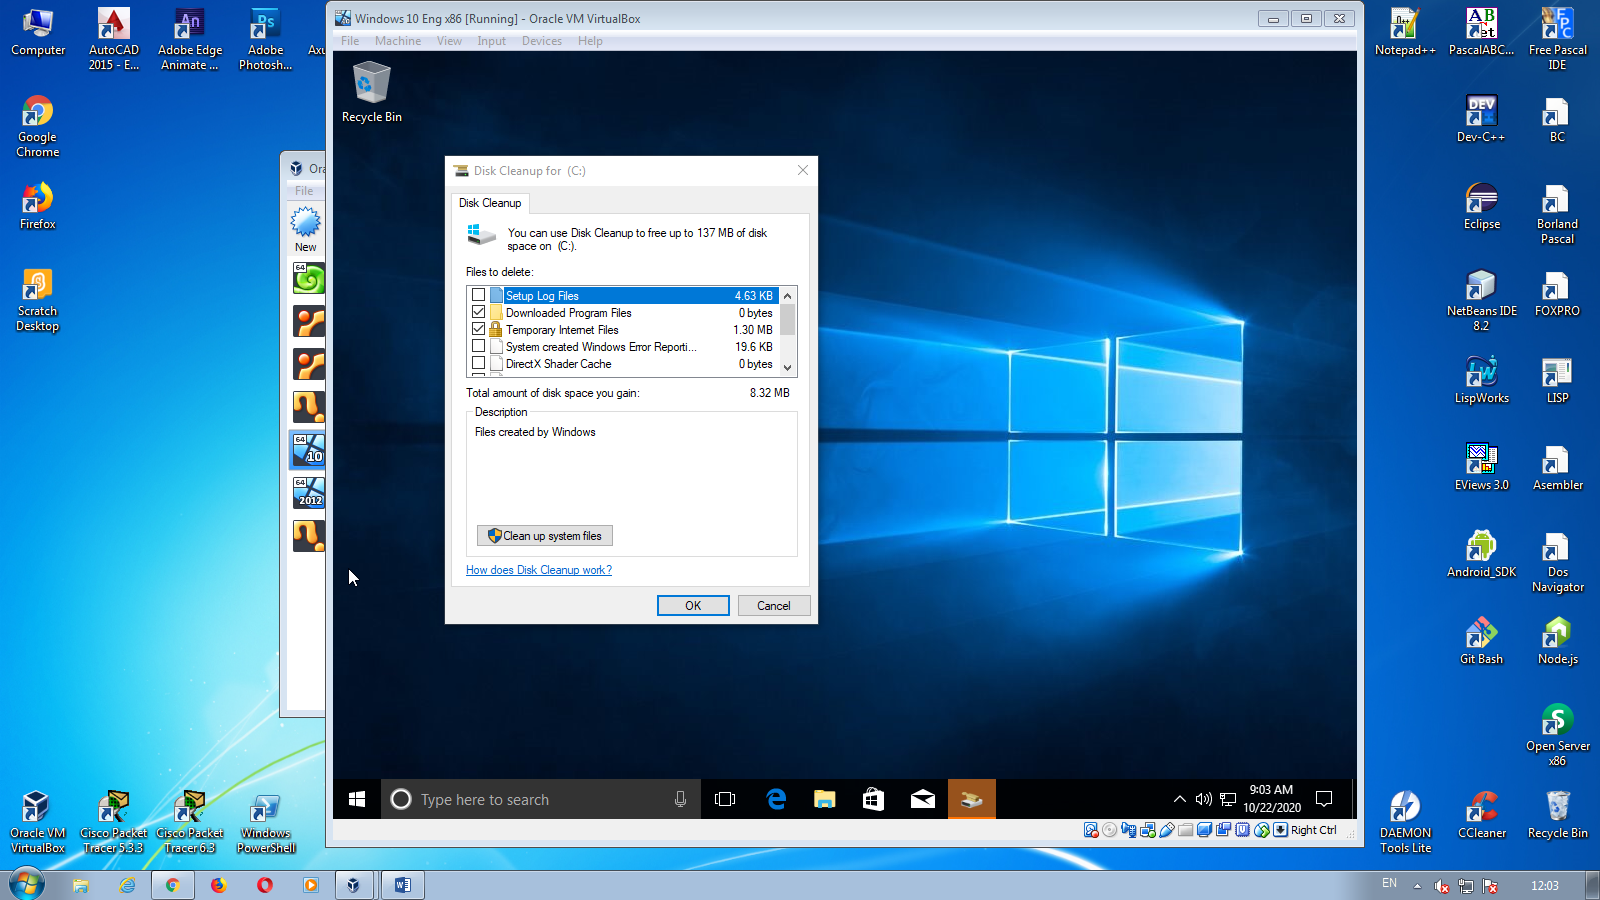 Computer
AutoCAD
2015 - E...
Adobe Edge
Animate ...
Adobe
Photosh...
Axu
Google
Chrome
Firefox
Scratch
Desktop
Ora
File
New
64
64
10
64
2012
Windows 10 Eng x86 [Running] - Oracle VM VirtualBox
File Machine View Input Devices Help
Recycle Bin
Disk Cleanup for (C:)
Disk Cleanup
You can use Disk Cleanup to free up to 137 MB of disk
space on (C:).
Files to delete:
Setup Log Files 4.63 KB
Downloaded Program Files 0 bytes
Temporary Internet Files 1.30 MB
System created Windows Error Reporti... 19.6 KB
DirectX Shader Cache 0 bytes
Total amount of disk space you gain: 8.32 MB
Description
Files created by Windows
Clean up system files
How does Disk Cleanup work?
OK Cancel
Type here to search
9:03 AM
10/22/2020
Right Ctrl
Notepad++
PascalABC...
Free Pascal
IDE
Dev-C++
BC
Eclipse
Borland
Pascal
NetBeans IDE
8.2
FOXPRO
LispWorks
LISP
EViews 3.0
Asembler
Android_SDK
Dos
Navigator
Git Bash
Node.js
Open Server
x86
DAEMON
Tools Lite
CCleaner
Recycle Bin
Oracle VM
VirtualBox
Cisco Packet
Tracer 5.3.3
Cisco Packet
Tracer 6.3
Windows
PowerShell
EN
12:03